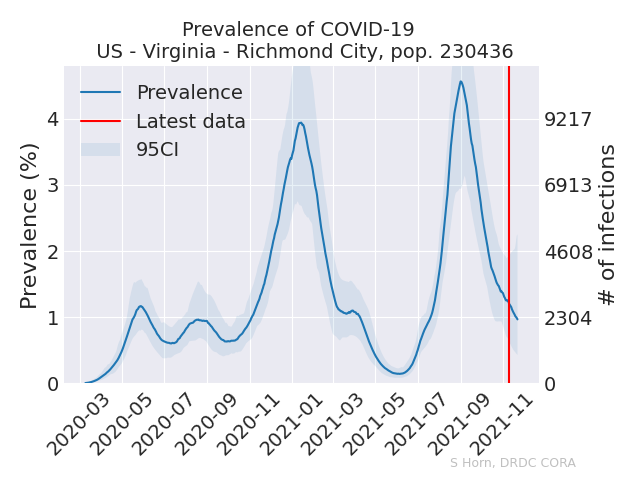 Prevalence of COVID-19
US - Virginia - Richmond City, pop. 230436
Prevalence
Latest data
95CI
Prevalence (%)
4
3
2
1
0
9217
6913
4608
2304
0
# of infections
2020-03
2020-05
2020-07
2020-09
2020-11
2021-01
2021-03
2021-05
2021-07
2021-09
2021-11
S Horn, DRDC CORA